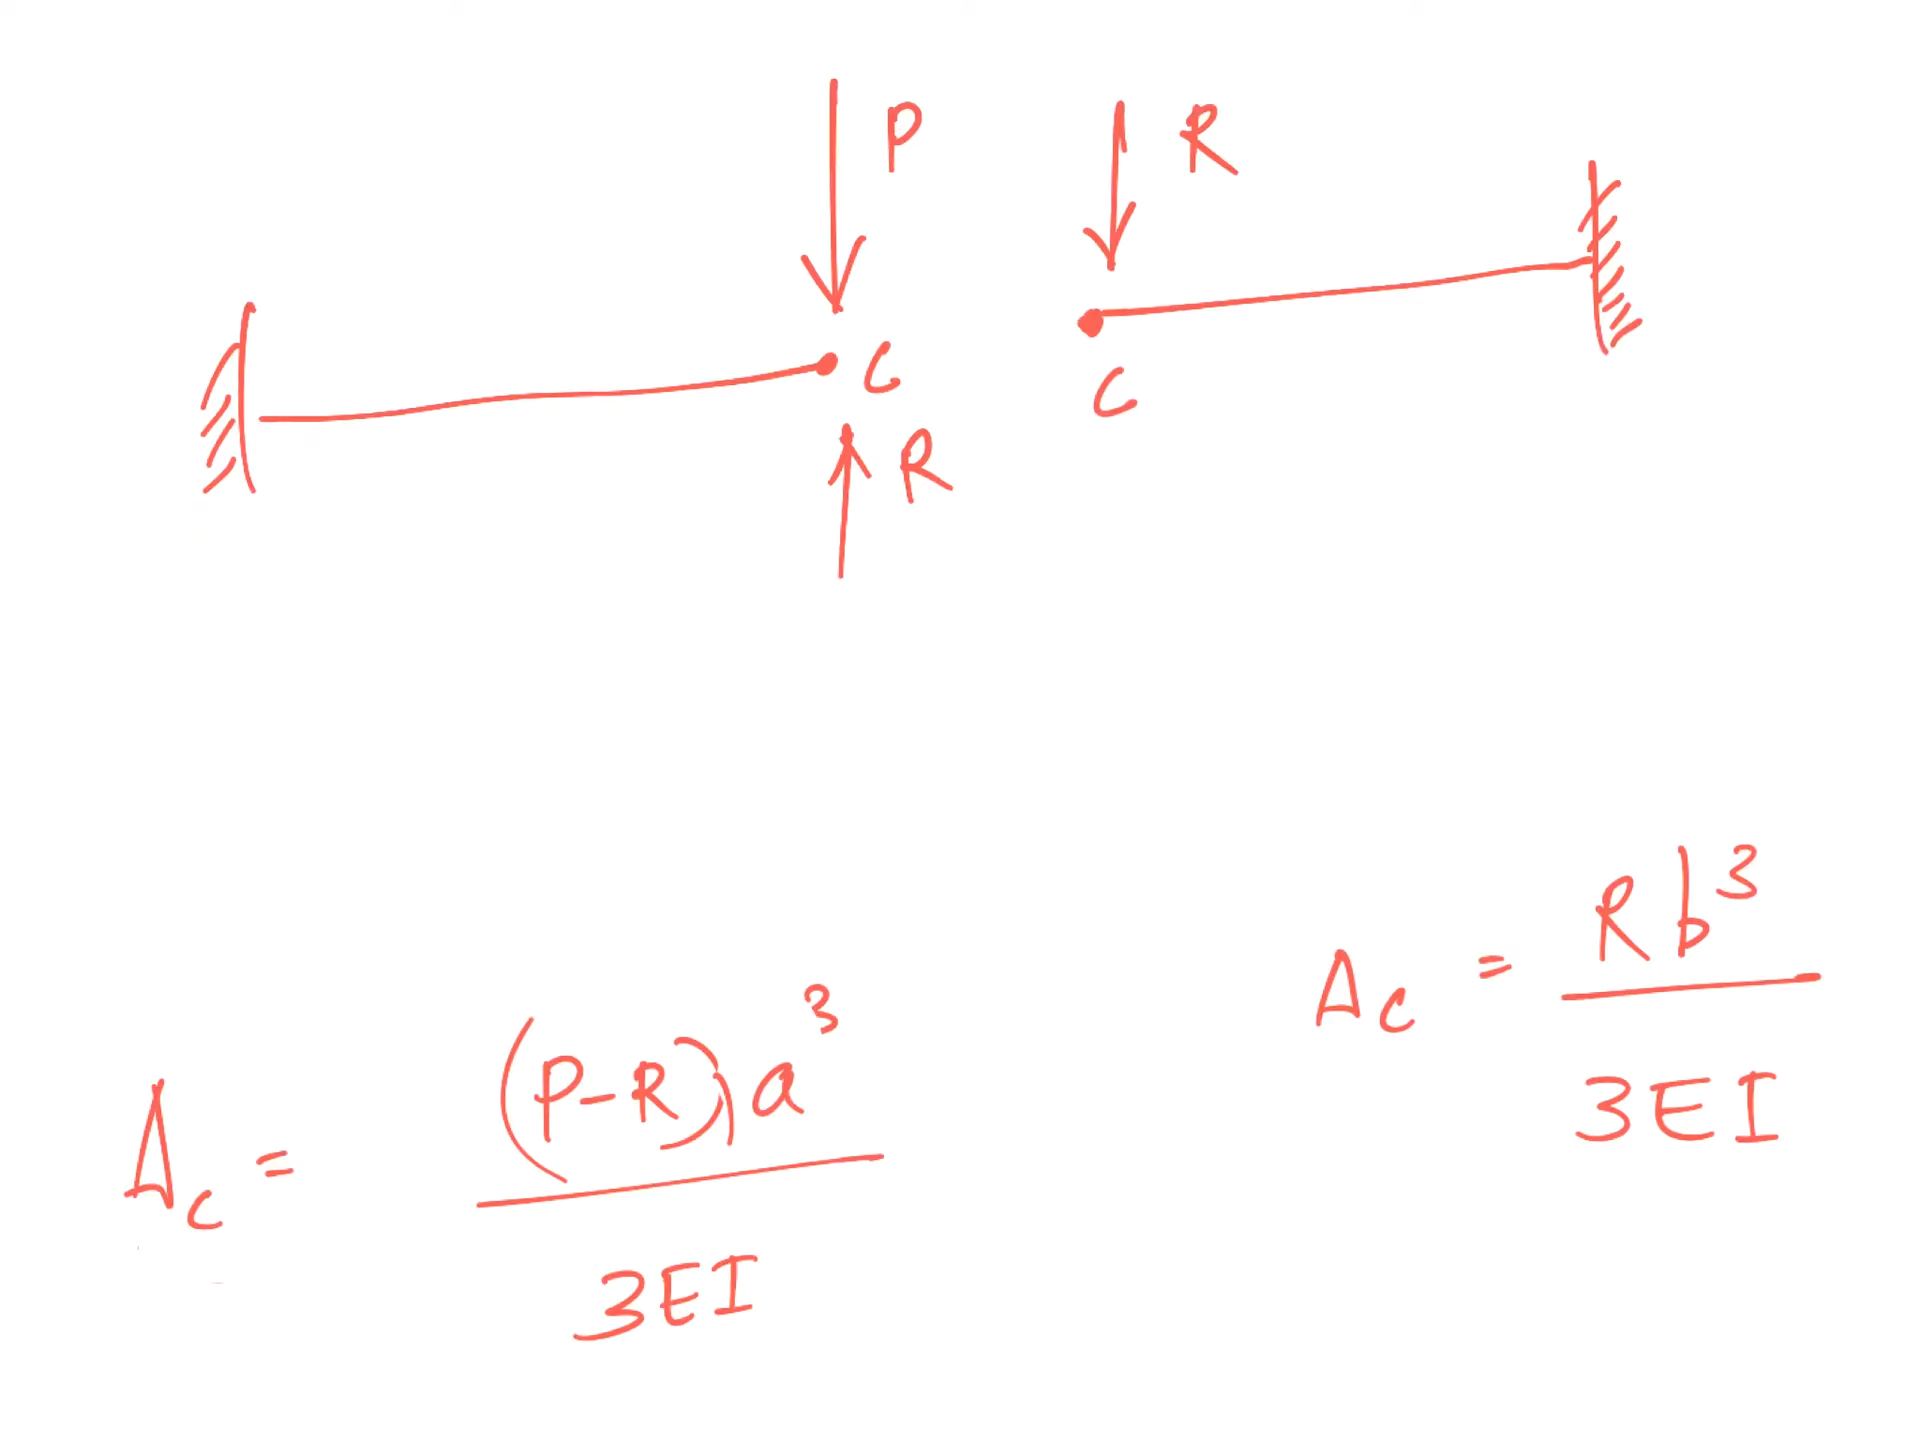 P
R
C
C
R
Δc = (P-R)a³ / 3EI
Δc = Rb³ / 3EI